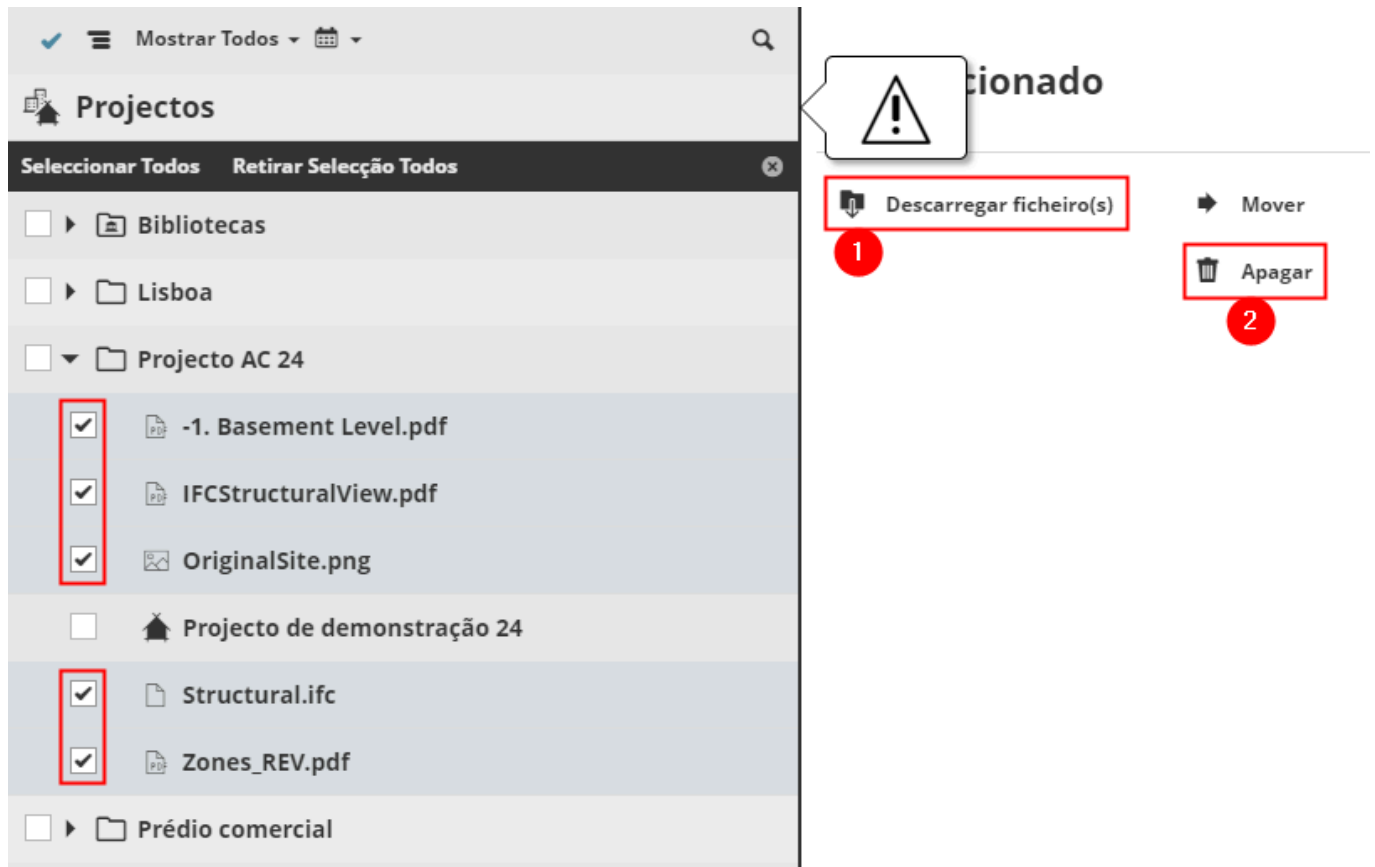 Mostrar Todos
Projectos
cionado
Seleccionar Todos Retirar Selecção Todos
Descarregar ficheiro(s)
Mover
1
Apagar
2
Bibliotecas
Lisboa
Projecto AC 24
-1. Basement Level.pdf
IFCStructuralView.pdf
OriginalSite.png
Projecto de demonstração 24
Structural.ifc
Zones_REV.pdf
Prédio comercial